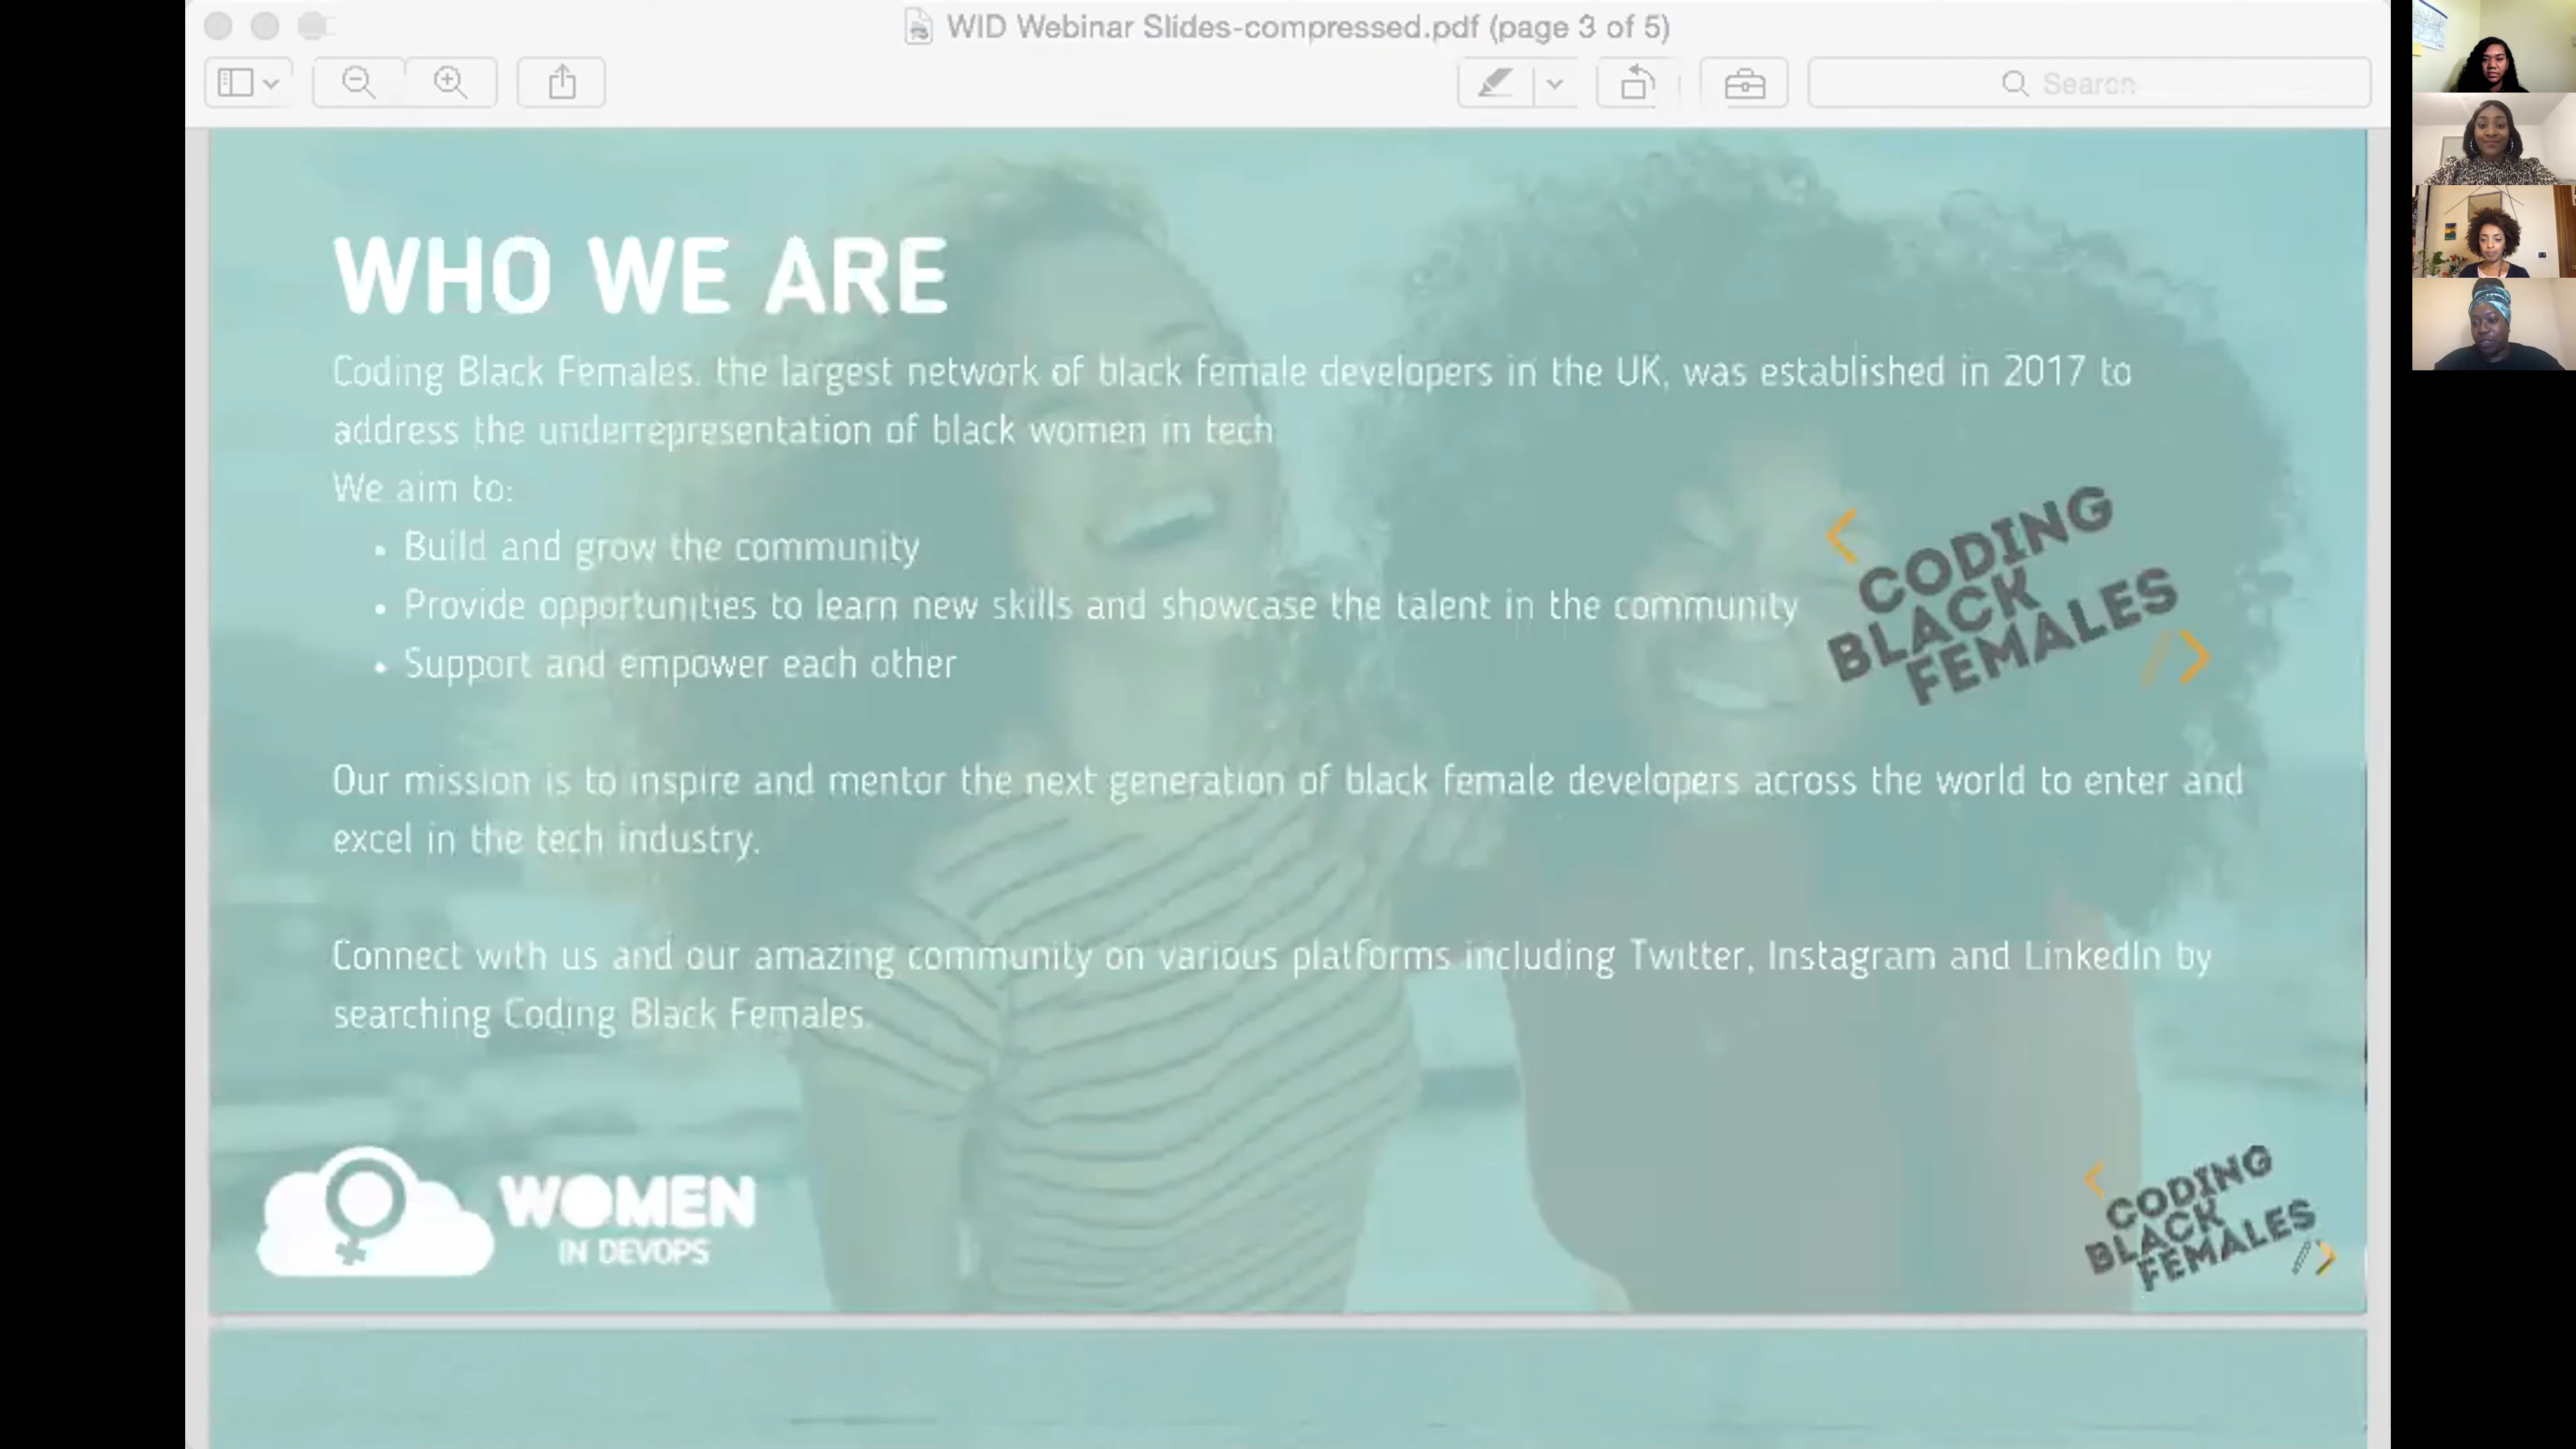 WID Webinar Slides-compressed.pdf (page 3 of 5)
Search
WHO WE ARE
Coding Black Females, the largest network of black female developers in the UK, was established in 2017 to
address the underrepresentation of black women in tech
We aim to:
• Build and grow the community
• Provide opportunities to learn new skills and showcase the talent in the community
• Support and empower each other
< CODING
BLACK
FEMALES />
Our mission is to inspire and mentor the next generation of black female developers across the world to enter and
excel in the tech industry.
Connect with us and our amazing community on various platforms including Twitter, Instagram and LinkedIn by
searching Coding Black Females.
WOMEN
IN DEVOPS
< CODING
BLACK
FEMALES />